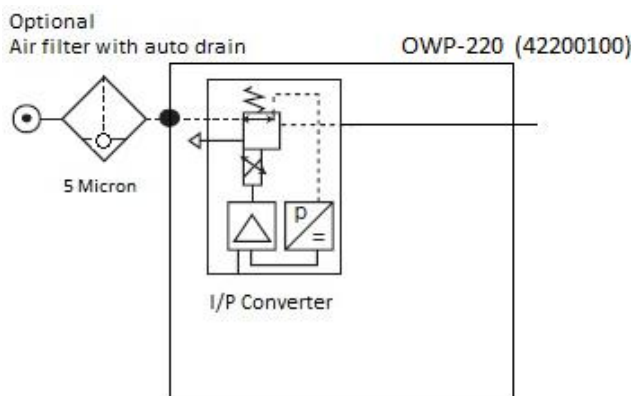 Optional
Air filter with auto drain
OWP-220 (42200100)
5 Micron
p
=
I/P Converter